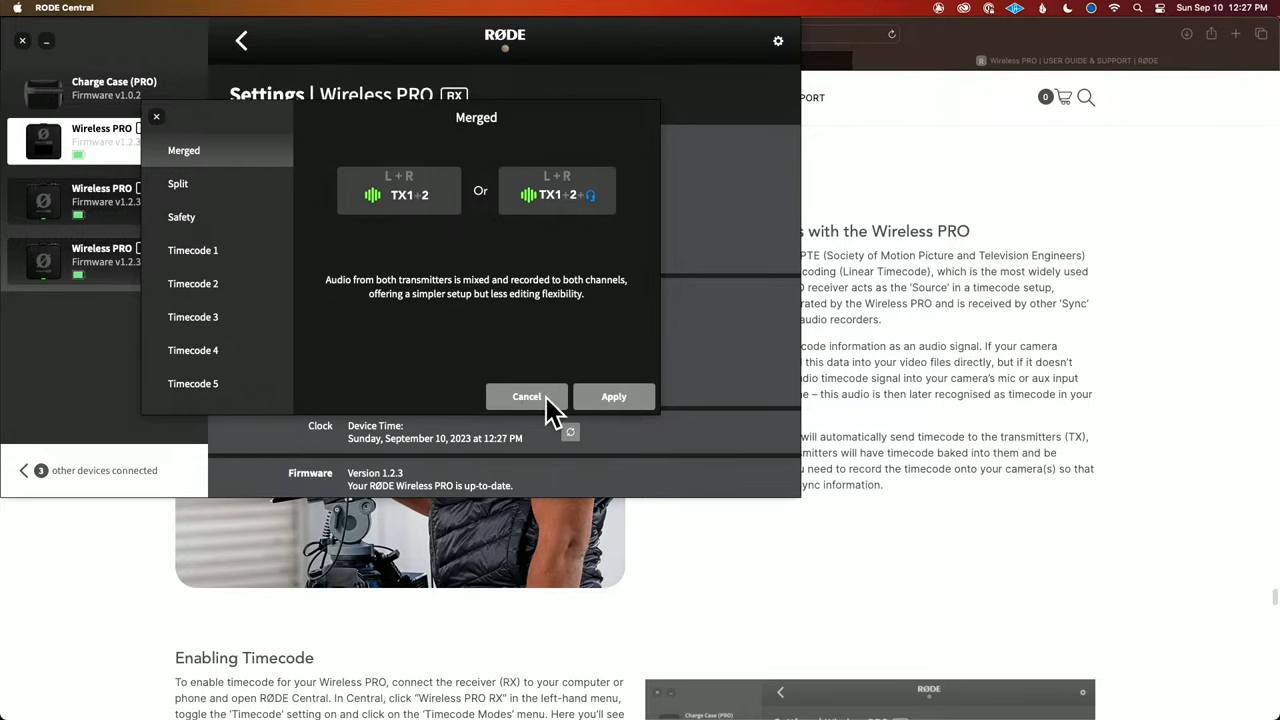 RODE Central
Sun Sep 10 12:27 PM
RØDE
Wireless PRO | USER GUIDE & SUPPORT | RØDE
Charge Case (PRO)
Firmware v1.0.2
Settings | Wireless PRO RX
PORT
0
Wireless PRO
Firmware v1.2.3
Wireless PRO
Firmware v1.2.3
Wireless PRO
Firmware v1.2.3
3 other devices connected
Merged
Merged
Split
Safety
Timecode 1
Timecode 2
Timecode 3
Timecode 4
Timecode 5
L + R
TX1+2
Or
L + R
TX1+2+
Audio from both transmitters is mixed and recorded to both channels,
offering a simpler setup but less editing flexibility.
Cancel
Apply
Clock
Device Time:
Sunday, September 10, 2023 at 12:27 PM
Firmware
Version 1.2.3
Your RØDE Wireless PRO is up-to-date.
s with the Wireless PRO
PTE (Society of Motion Picture and Television Engineers)
coding (Linear Timecode), which is the most widely used
O receiver acts as the 'Source' in a timecode setup,
rated by the Wireless PRO and is received by other 'Sync'
audio recorders.
code information as an audio signal. If your camera
d this data into your video files directly, but if it doesn't
dio timecode signal into your camera's mic or aux input
e – this audio is then later recognised as timecode in your
will automatically send timecode to the transmitters (TX),
smitters will have timecode baked into them and be
u need to record the timecode onto your camera(s) so that
ync information.
Enabling Timecode
To enable timecode for your Wireless PRO, connect the receiver (RX) to your computer or
phone and open RØDE Central. In Central, click "Wireless PRO RX" in the left-hand menu,
toggle the 'Timecode' setting on and click on the 'Timecode Modes' menu. Here you'll see
RØDE
Charge Case (PRO)